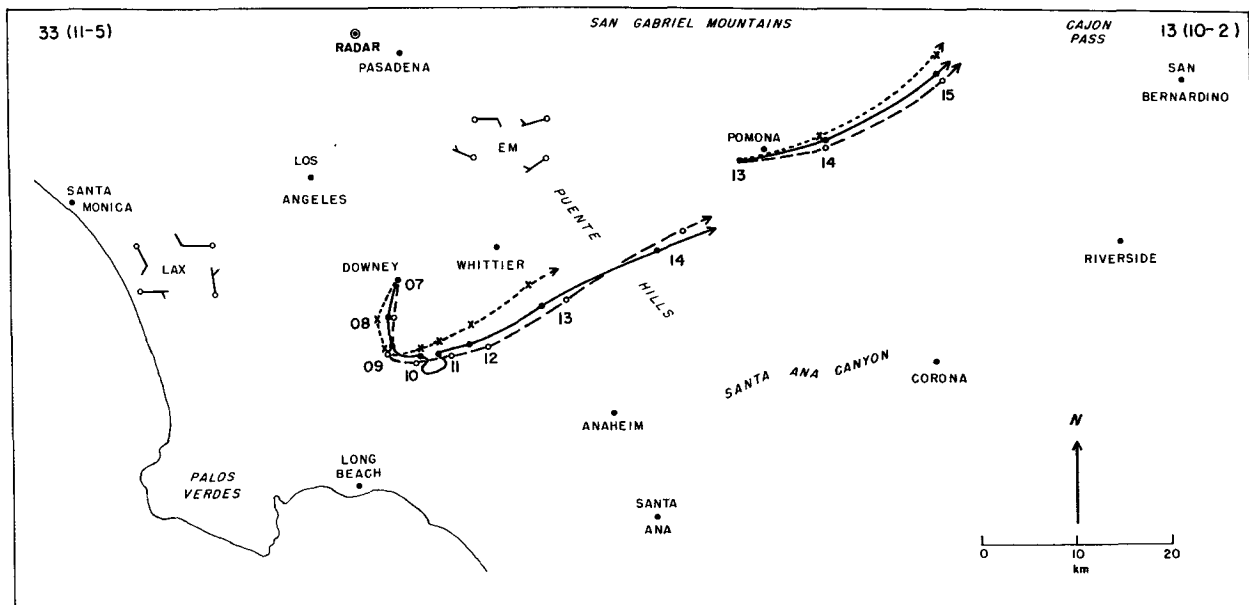 33 (11-5)
SAN GABRIEL MOUNTAINS
CAJON
PASS
13 (10-2)
RADAR
PASADENA
SAN
BERNARDINO
15
EM
POMONA
13
14
LOS
ANGELES
SANTA
MONICA
PUENTE
HILLS
LAX
DOWNEY
07
WHITTIER
14
RIVERSIDE
08
13
09
10
11
12
SANTA ANA CANYON
CORONA
ANAHEIM
N
LONG
BEACH
PALOS
VERDES
SANTA
ANA
0 10 20
km